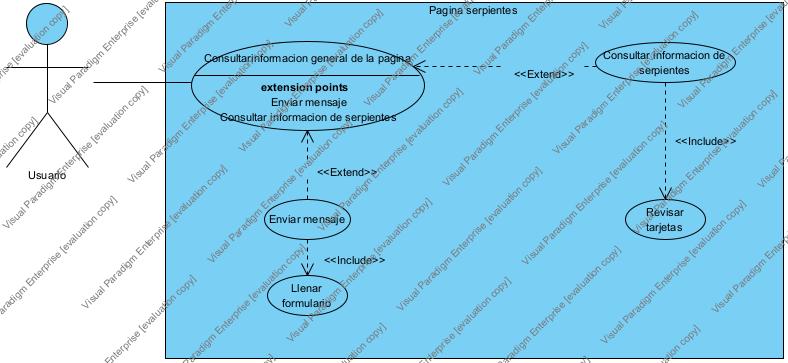 Pagina serpientes
Consultarinformacion general de la pagina
extension points
Enviar mensaje
Consultar informacion de serpientes
<<Extend>>
Consultar informacion de
serpientes
<<Include>>
Usuario
<<Extend>>
Enviar mensaje
Revisar
tarjetas
<<Include>>
Llenar
formulario
Visual Paradigm Enterprise [evaluation copy]